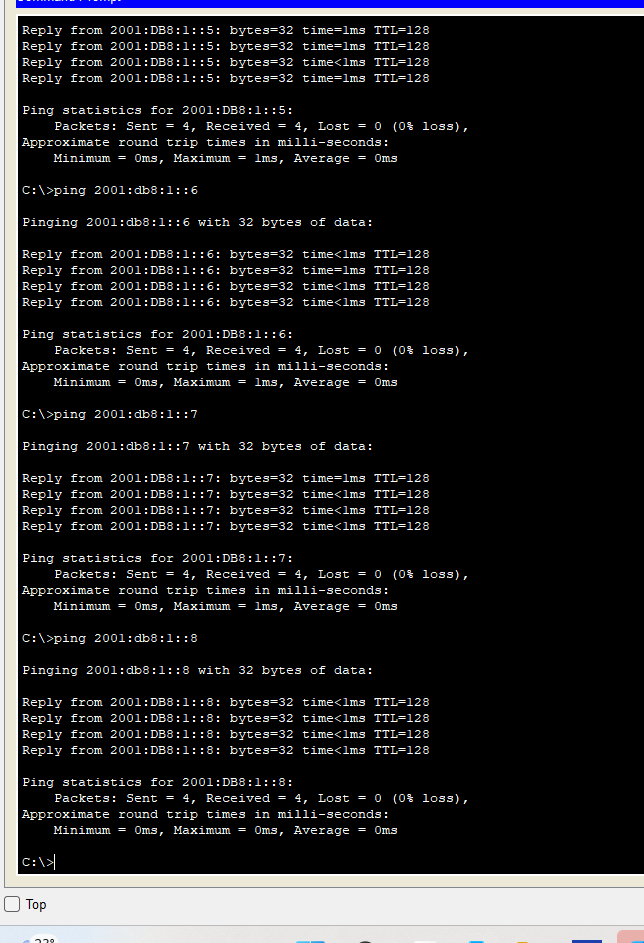 Command Prompt
Reply from 2001:DB8:1::5: bytes=32 time=1ms TTL=128
Reply from 2001:DB8:1::5: bytes=32 time=1ms TTL=128
Reply from 2001:DB8:1::5: bytes=32 time<1ms TTL=128
Reply from 2001:DB8:1::5: bytes=32 time=1ms TTL=128
Ping statistics for 2001:DB8:1::5:
Packets: Sent = 4, Received = 4, Lost = 0 (0% loss),
Approximate round trip times in milli-seconds:
Minimum = 0ms, Maximum = 1ms, Average = 0ms
C:\>ping 2001:db8:1::6
Pinging 2001:db8:1::6 with 32 bytes of data:
Reply from 2001:DB8:1::6: bytes=32 time<1ms TTL=128
Reply from 2001:DB8:1::6: bytes=32 time=1ms TTL=128
Reply from 2001:DB8:1::6: bytes=32 time<1ms TTL=128
Reply from 2001:DB8:1::6: bytes=32 time<1ms TTL=128
Ping statistics for 2001:DB8:1::6:
Packets: Sent = 4, Received = 4, Lost = 0 (0% loss),
Approximate round trip times in milli-seconds:
Minimum = 0ms, Maximum = 1ms, Average = 0ms
C:\>ping 2001:db8:1::7
Pinging 2001:db8:1::7 with 32 bytes of data:
Reply from 2001:DB8:1::7: bytes=32 time=1ms TTL=128
Reply from 2001:DB8:1::7: bytes=32 time<1ms TTL=128
Reply from 2001:DB8:1::7: bytes=32 time<1ms TTL=128
Reply from 2001:DB8:1::7: bytes=32 time<1ms TTL=128
Ping statistics for 2001:DB8:1::7:
Packets: Sent = 4, Received = 4, Lost = 0 (0% loss),
Approximate round trip times in milli-seconds:
Minimum = 0ms, Maximum = 1ms, Average = 0ms
C:\>ping 2001:db8:1::8
Pinging 2001:db8:1::8 with 32 bytes of data:
Reply from 2001:DB8:1::8: bytes=32 time<1ms TTL=128
Reply from 2001:DB8:1::8: bytes=32 time<1ms TTL=128
Reply from 2001:DB8:1::8: bytes=32 time<1ms TTL=128
Reply from 2001:DB8:1::8: bytes=32 time<1ms TTL=128
Ping statistics for 2001:DB8:1::8:
Packets: Sent = 4, Received = 4, Lost = 0 (0% loss),
Approximate round trip times in milli-seconds:
Minimum = 0ms, Maximum = 0ms, Average = 0ms
C:\>
Top